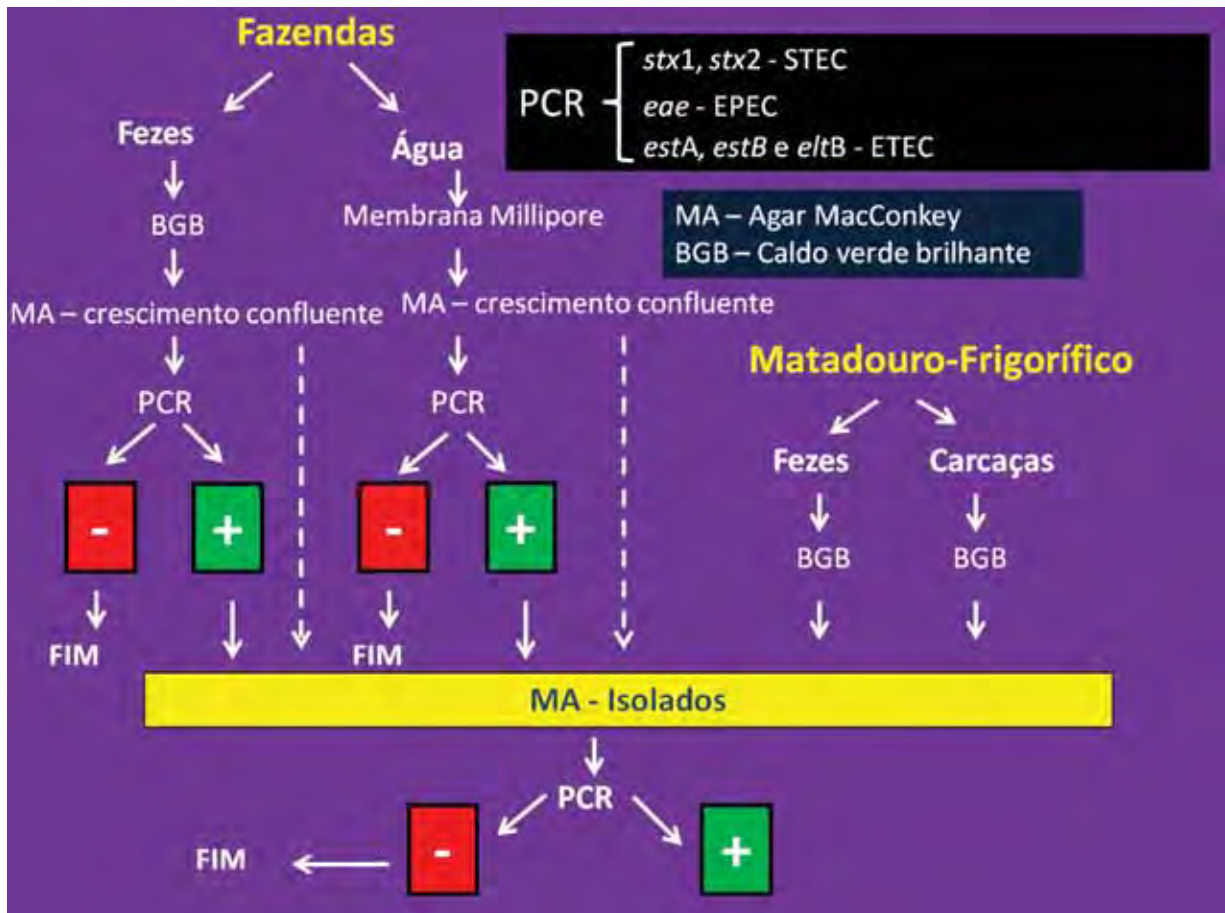 Fazendas
stx1, stx2 - STEC
PCR
eae - EPEC
estA, estB e eltB - ETEC
Fezes
Água
BGB
Membrana Millipore
MA – Agar MacConkey
BGB – Caldo verde brilhante
MA – crescimento confluente
MA – crescimento confluente
Matadouro-Frigorífico
PCR
PCR
Fezes
Carcaças
-
+
-
+
BGB
BGB
FIM
FIM
MA - Isolados
PCR
-
+
FIM